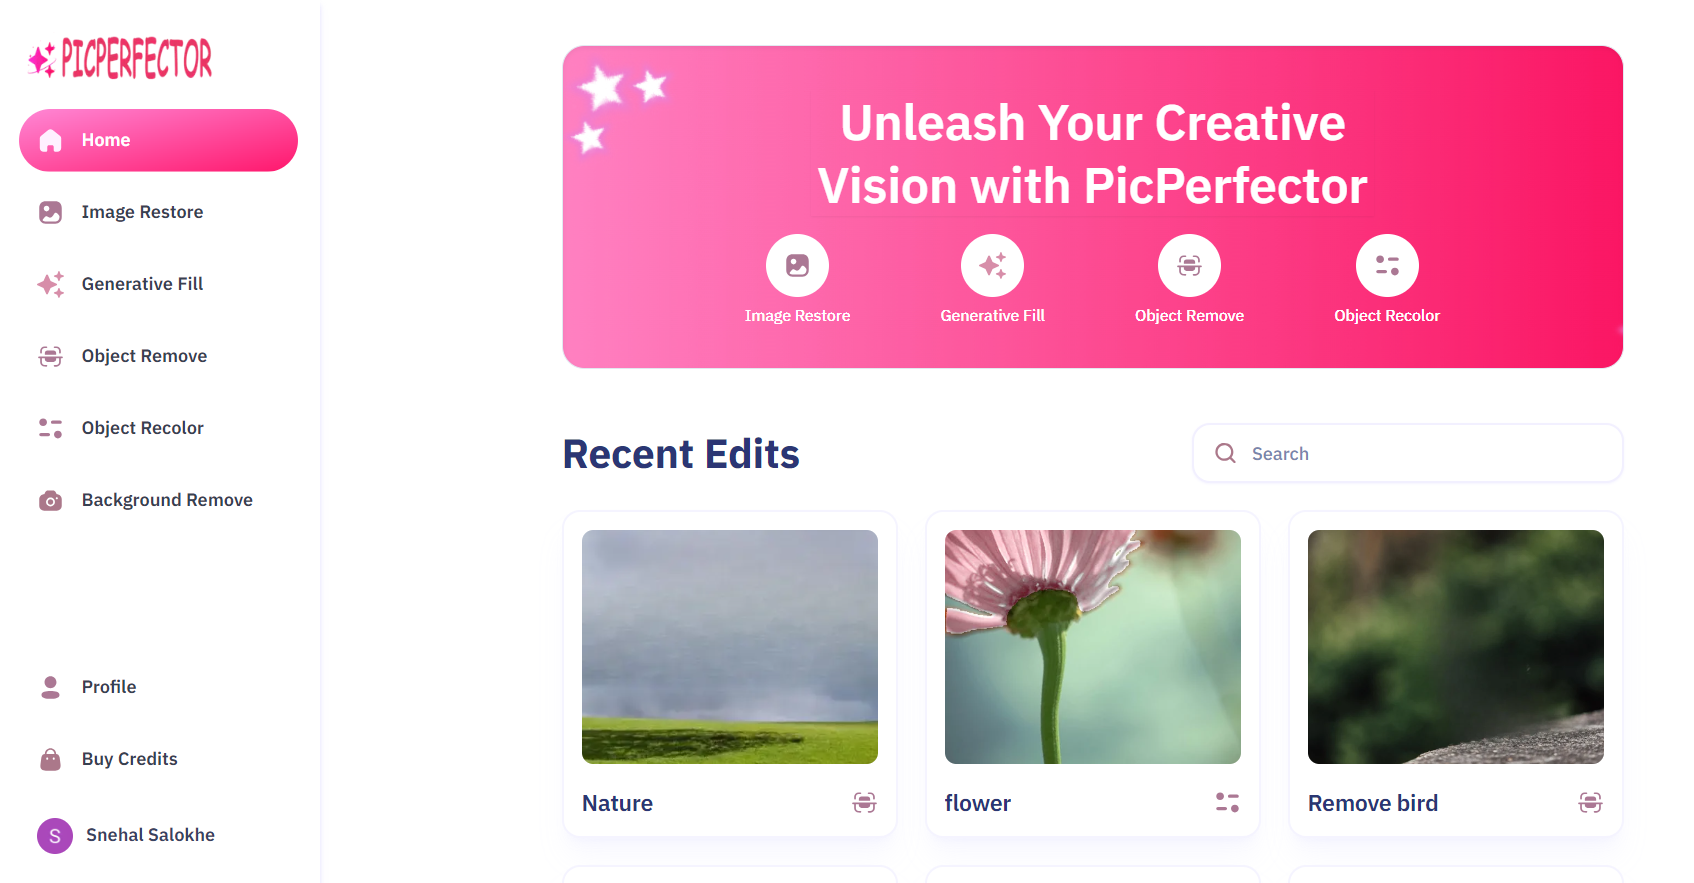 PICPERFECTOR
Home
Image Restore
Generative Fill
Object Remove
Object Recolor
Background Remove
Profile
Buy Credits
S
Snehal Salokhe
Unleash Your Creative
Vision with PicPerfector
Image Restore
Generative Fill
Object Remove
Object Recolor
Recent Edits
Search
Nature
flower
Remove bird